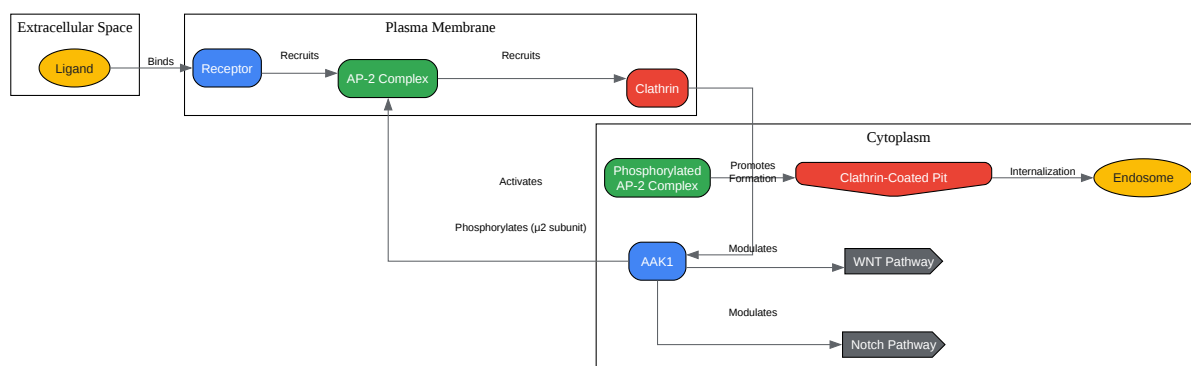 Extracellular Space
Plasma Membrane
Ligand
Binds
Receptor
Recruits
AP-2 Complex
Recruits
Clathrin
Cytoplasm
Phosphorylated
AP-2 Complex
Promotes
Formation
Clathrin-Coated Pit
Internalization
Endosome
Activates
Phosphorylates (μ2 subunit)
AAK1
Modulates
WNT Pathway
Modulates
Notch Pathway